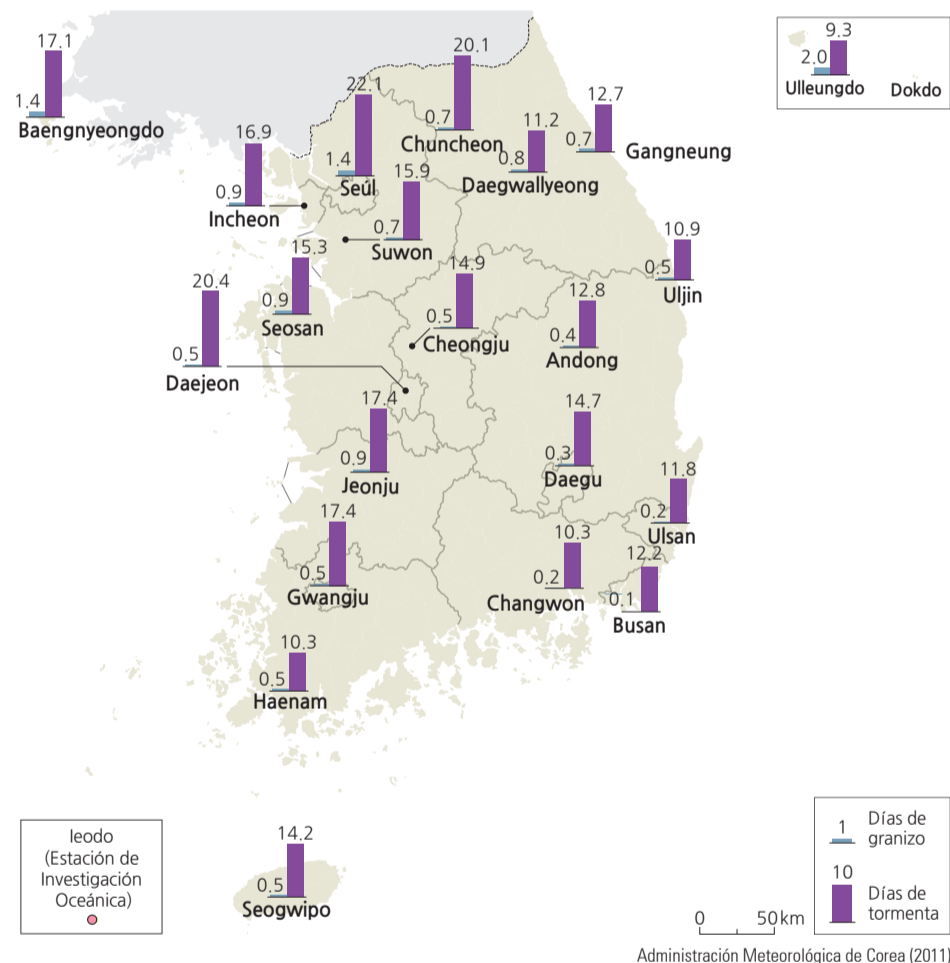 17.1
1.4
Baengnyeongdo
20.1
0.7
Chuncheon
22.1
1.4
Seúl
11.2
0.8
Daegwallyeong
12.7
0.7
Gangneung
9.3
2.0
Ulleungdo
Dokdo
16.9
0.9
Incheon
15.9
0.7
Suwon
10.9
0.5
Uljin
15.3
0.9
Seosan
14.9
0.5
Cheongju
12.8
0.4
Andong
20.4
0.5
Daejeon
17.4
0.9
Jeonju
14.7
0.3
Daegu
11.8
0.2
Ulsan
17.4
0.5
Gwangju
10.3
0.2
Changwon
12.2
0.1
Busan
10.3
0.5
Haenam
14.2
0.5
Seogwipo
Ieodo
(Estación de
Investigación
Oceánica)
1
Días de
granizo
10
Días de
tormenta
0 50km
Administración Meteorológica de Corea (2011)